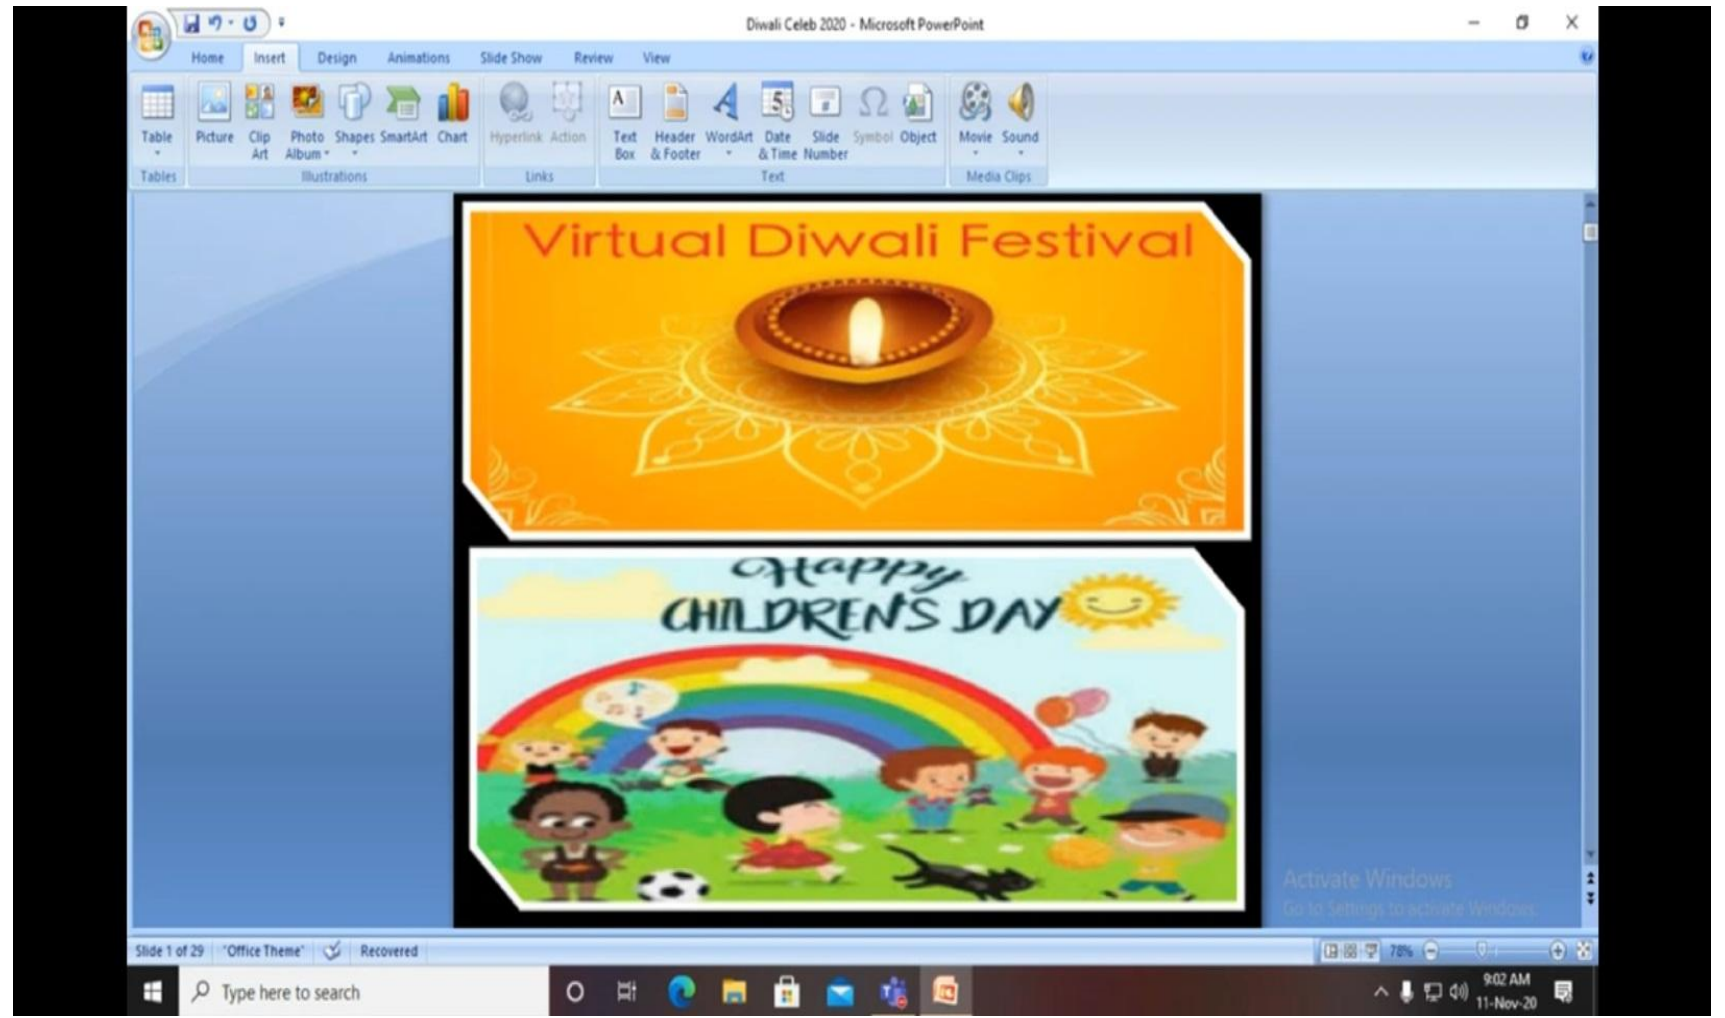 Diwali Celeb 2020 - Microsoft PowerPoint
Home Insert Design Animations Slide Show Review View
Table Picture Clip Art Photo Album Shapes SmartArt Chart Hyperlink Action Text Box Header & Footer WordArt Date & Time Slide Number Symbol Object Movie Sound
Tables Illustrations Links Text Media Clips
Virtual Diwali Festival
Happy
CHILDREN'S DAY
Activate Windows
Go to Settings to activate Windows.
Slide 1 of 29 "Office Theme" Recovered 78%
Type here to search
9:02 AM
11-Nov-20